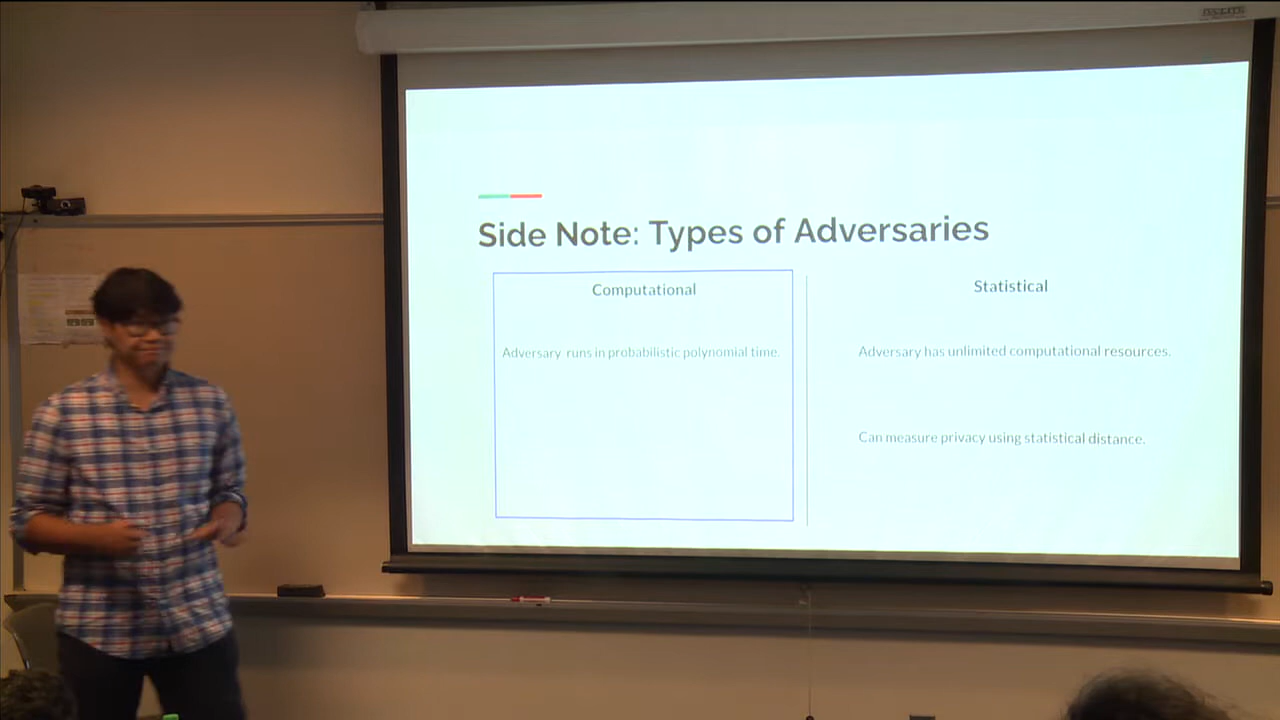 Side Note: Types of Adversaries
Computational
Adversary runs in probabilistic polynomial time.
Statistical
Adversary has unlimited computational resources.
Can measure privacy using statistical distance.